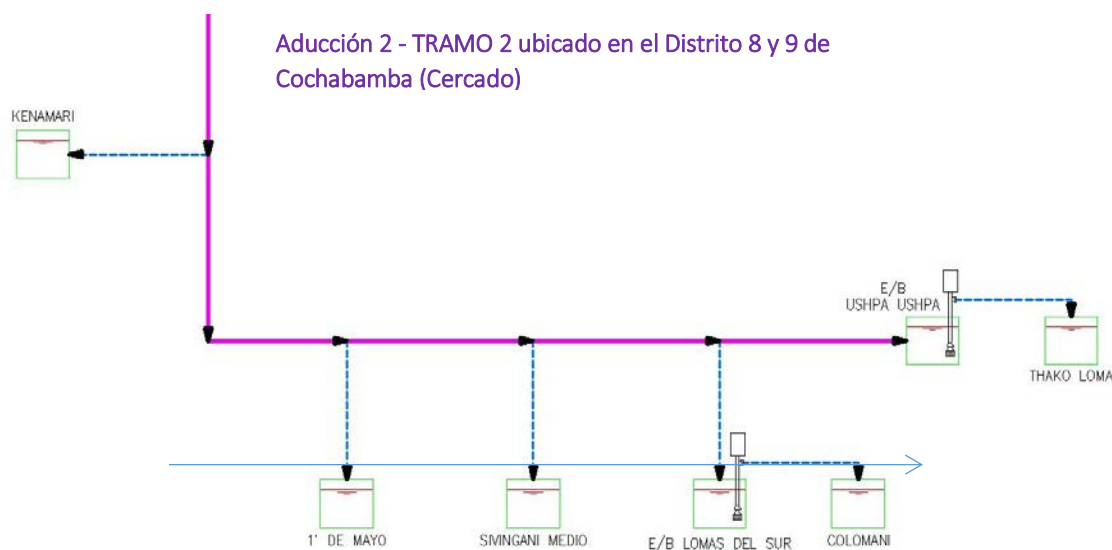 Aducción 2 - TRAMO 2 ubicado en el Distrito 8 y 9 de
Cochabamba (Cercado)
KENAMARI
E/B
USHPA USHPA
THAKO LOMA
1' DE MAYO
SIVINGANI MEDIO
E/B LOMAS DEL SUR
COLOMANI